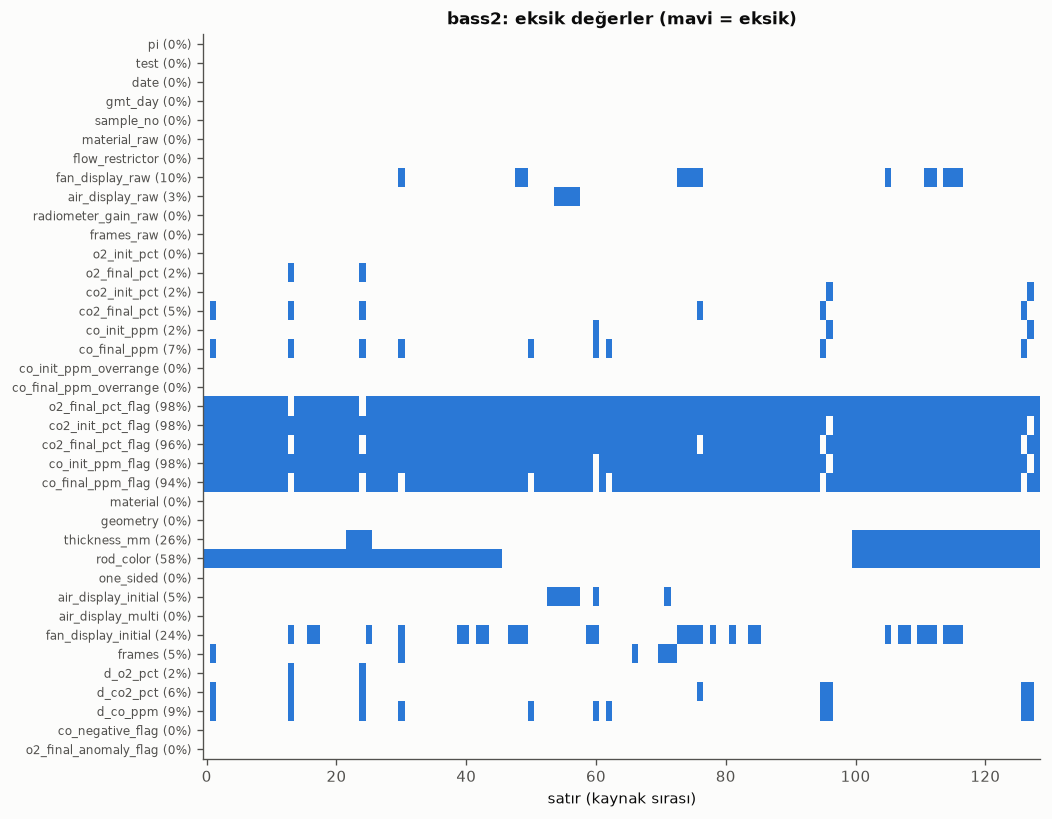 bass2: eksik değerler (mavi = eksik)
pi (0%)
test (0%)
date (0%)
gmt_day (0%)
sample_no (0%)
material_raw (0%)
flow_restrictor (0%)
fan_display_raw (10%)
air_display_raw (3%)
radiometer_gain_raw (0%)
frames_raw (0%)
o2_init_pct (0%)
o2_final_pct (2%)
co2_init_pct (2%)
co2_final_pct (5%)
co_init_ppm (2%)
co_final_ppm (7%)
co_init_ppm_overrange (0%)
co_final_ppm_overrange (0%)
o2_final_pct_flag (98%)
co2_init_pct_flag (98%)
co2_final_pct_flag (96%)
co_init_ppm_flag (98%)
co_final_ppm_flag (94%)
material (0%)
geometry (0%)
thickness_mm (26%)
rod_color (58%)
one_sided (0%)
air_display_initial (5%)
air_display_multi (0%)
fan_display_initial (24%)
frames (5%)
d_o2_pct (2%)
d_co2_pct (6%)
d_co_ppm (9%)
co_negative_flag (0%)
o2_final_anomaly_flag (0%)
0 20 40 60 80 100 120
satır (kaynak sırası)